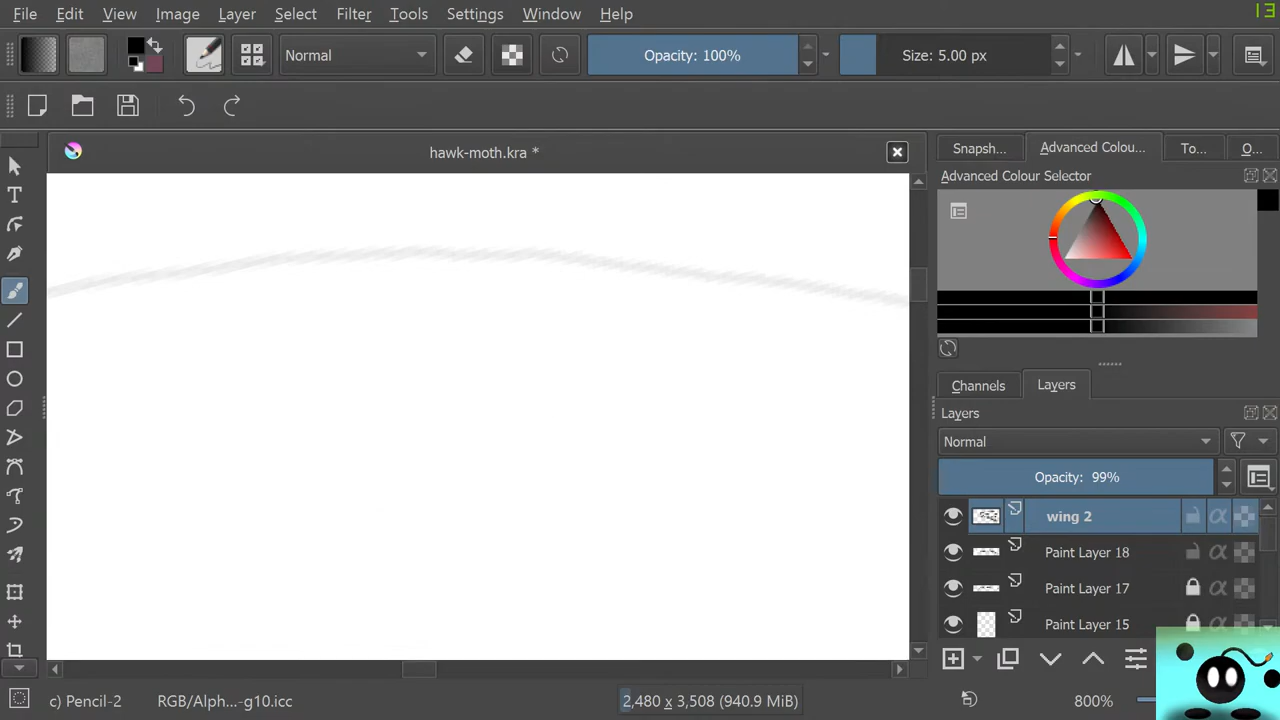 File Edit View Image Layer Select Filter Tools Settings Window Help
13
Normal Opacity: 100% Size: 5.00 px
hawk-moth.kra *
Snapsh... Advanced Colou... To... O...
Advanced Colour Selector
Channels Layers
Layers
Normal
Opacity: 99%
wing 2
Paint Layer 18
Paint Layer 17
Paint Layer 15
c) Pencil-2 RGB/Alph...-g10.icc 2,480 x 3,508 (940.9 MiB) 800%